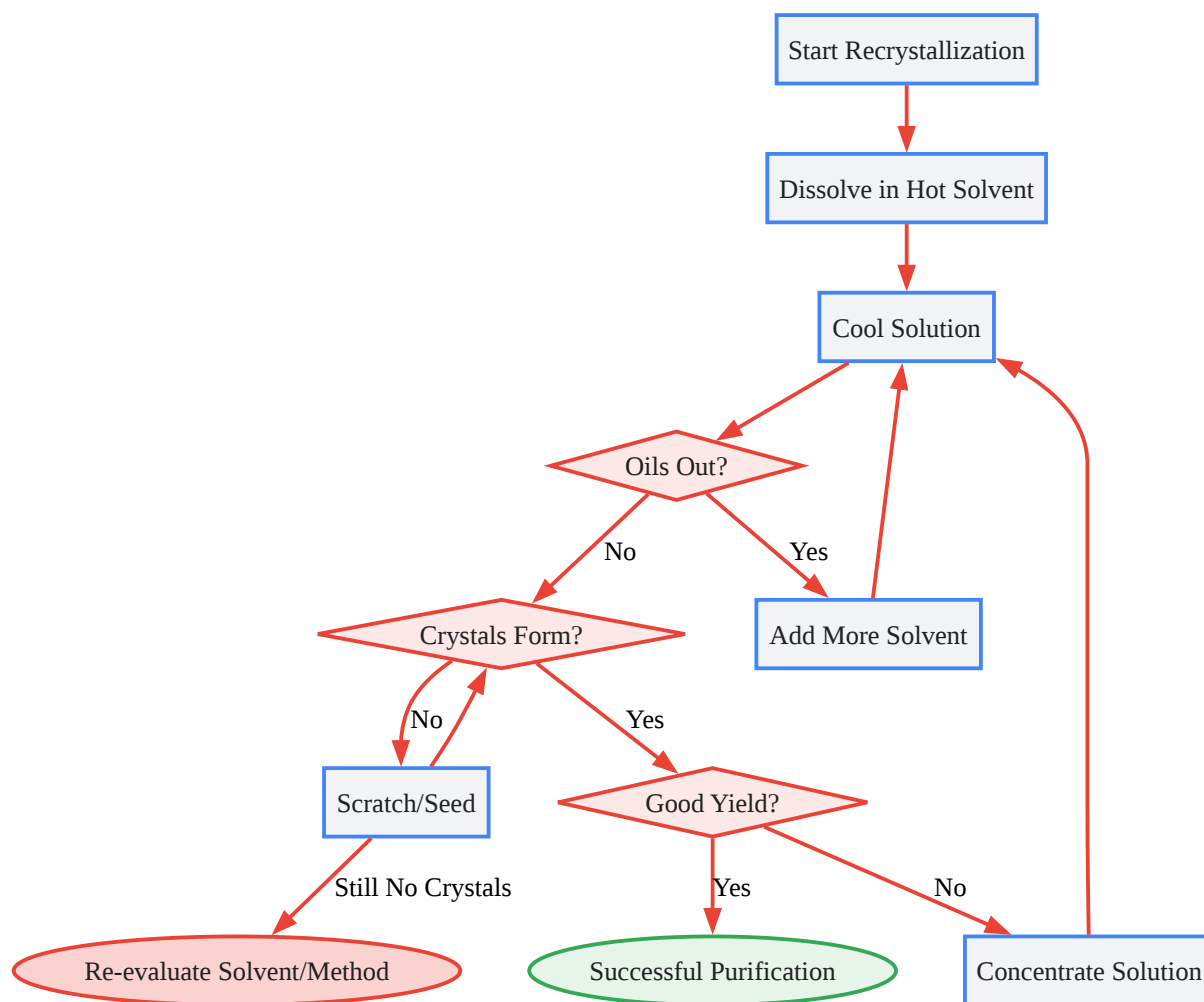 Start Recrystallization
Dissolve in Hot Solvent
Cool Solution
Oils Out?
No
Yes
Crystals Form?
Add More Solvent
No
Yes
Scratch/Seed
Good Yield?
Still No Crystals
Yes
No
Re-evaluate Solvent/Method
Successful Purification
Concentrate Solution